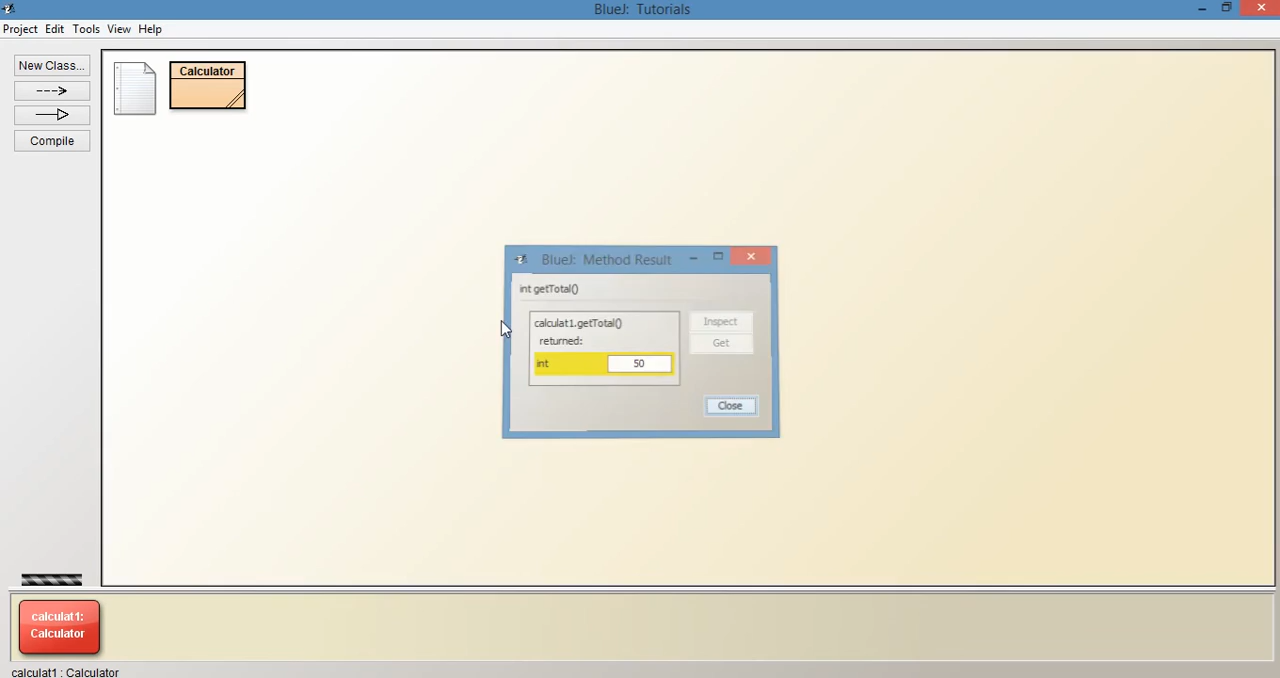 BlueJ: Tutorials
Project Edit Tools View Help
New Class...
Compile
Calculator
BlueJ: Method Result
int getTotal()
calculat1.getTotal()
returned:
int 50
Inspect
Get
Close
calculat1:
Calculator
calculat1 : Calculator